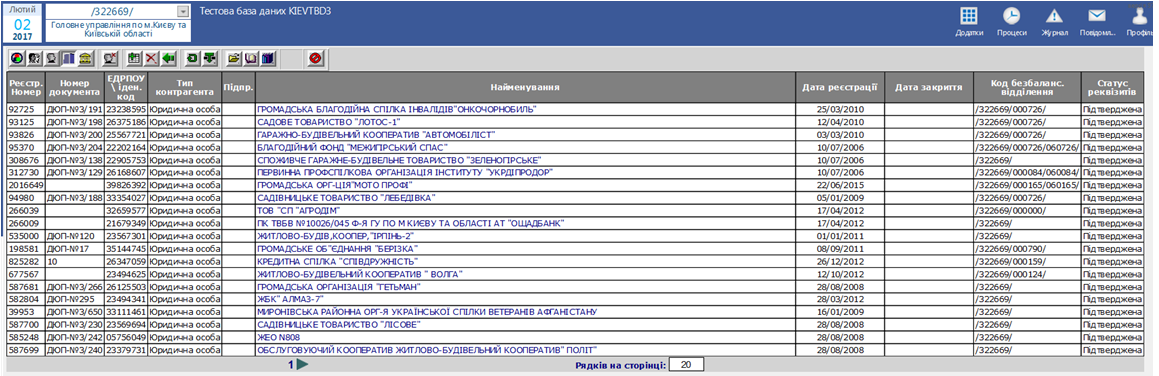 Лютий
02
2017
/322669/
Головне управління по м.Києву та
Київській області
Тестова база даних KIEVTBD3
Додатки Процеси Журнал Повідомл... Профіль
Реєстр. Номер Номер документа ЕДРПОУ \ іден. код Тип контрагента Підпр. Найменування Дата реєстрації Дата закриття Код безбаланс. відділення Статус реквізитів
92725 ДЮП-№3/191 23238595 Юридична особа ГРОМАДСЬКА БЛАГОДІЙНА СПІЛКА ІНВАЛІДІВ"ОНКОЧОРНОБИЛЬ" 25/03/2010 /322669/000726/ Підтверджена
93125 ДЮП-№3/198 26375186 Юридична особа САДОВЕ ТОВАРИСТВО "ЛОТОС-1" 12/04/2010 /322669/000726/ Підтверджена
93826 ДЮП-№3/200 25567721 Юридична особа ГАРАЖНО-БУДІВЕЛЬНИЙ КООПЕРАТИВ "АВТОМОБІЛІСТ" 03/03/2010 /322669/000726/ Підтверджена
95370 ДЮП-№3/204 22202164 Юридична особа БЛАГОДІЙНИЙ ФОНД "МЕЖИГІРСЬКИЙ СПАС" 10/07/2006 /322669/000726/060726/ Підтверджена
308676 ДЮП-№3/138 22905753 Юридична особа СПОЖИВЧЕ ГАРАЖНЕ-БУДІВЕЛЬНЕ ТОВАРИСТВО "ЗЕЛЕНОГІРСЬКЕ" 10/07/2006 /322669/ Підтверджена
312730 ДЮП-№3/129 26168607 Юридична особа ПЕРВИННА ПРОФСПІЛКОВА ОРГАНІЗАЦІЯ ІНСТИТУТУ "УКРДІПРОДОР" 10/07/2006 /322669/000084/060084/ Підтверджена
2016649 39826392 Юридична особа ГРОМАДСЬКА ОРГ-ЦІЯ"МОТО ПРОФІ" 22/06/2015 /322669/000165/060165/ Підтверджена
94980 ДЮП-№3/188 33354027 Юридична особа САДІВНИЦЬКЕ ТОВАРИСТВО "ЛЕБЕДІВКА" 05/01/2009 /322669/000726/ Підтверджена
266039 32659577 Юридична особа ТОВ "СП "АГРОДІМ" 17/04/2012 /322669/000000/ Підтверджена
266009 21679349 Юридична особа ПК ТВБВ №10026/045 Ф-Я ГУ ПО М КИЄВУ ТА ОБЛАСТІ АТ "ОЩАДБАНК" 17/04/2012 /322669/ Підтверджена
535000 ДЮП-№120 23567301 Юридична особа ЖИТЛОВО-БУДІВ,КООПЕР,"ІРПІНЬ-2" 01/01/2011 /322669/ Підтверджена
198581 ДЮП-№17 35144745 Юридична особа ГРОМАДСЬКЕ ОБ"ЄДНАННЯ "БЕРІЗКА" 08/09/2011 /322669/000790/ Підтверджена
825282 10 26347059 Юридична особа КРЕДИТНА СПІЛКА "СПІВДРУЖНІСТЬ" 26/12/2012 /322669/000159/ Підтверджена
677567 23494625 Юридична особа ЖИТЛОВО-БУДІВЕЛЬНИЙ КООПЕРАТИВ " ВОЛГА" 12/10/2012 /322669/000124/ Підтверджена
587681 ДЮП-№3/266 26125503 Юридична особа ГРОМАДСЬКА ОРГАНІЗАЦІЯ "ГЕТЬМАН" 28/08/2008 /322669/ Підтверджена
582804 ДЮП-№295 23494341 Юридична особа ЖБК" АЛМАЗ-7" 28/03/2012 /322669/ Підтверджена
39953 ДЮП-№3/650 33111461 Юридична особа МИРОНІВСЬКА РАЙОННА ОРГ-Я УКРАЇНСЬКОЇ СПІЛКИ ВЕТЕРАНІВ АФГАНІСТАНУ 16/01/2009 /322669/ Підтверджена
587700 ДЮП-№3/230 23569694 Юридична особа САДІВНИЦЬКЕ ТОВАРИСТВО "ЛІСОВЕ" 28/08/2008 /322669/ Підтверджена
585248 ДЮП-№3/242 05756049 Юридична особа ЖЕО N808 28/08/2008 /322669/ Підтверджена
587699 ДЮП-№3/240 23379731 Юридична особа ОБСЛУГОВУЮЧИЙ КООПЕРАТИВ ЖИТЛОВО-БУДІВЕЛЬНИЙ КООПЕРАТИВ" ПОЛІТ" 28/08/2008 /322669/ Підтверджена
1 Рядків на сторінці: 20